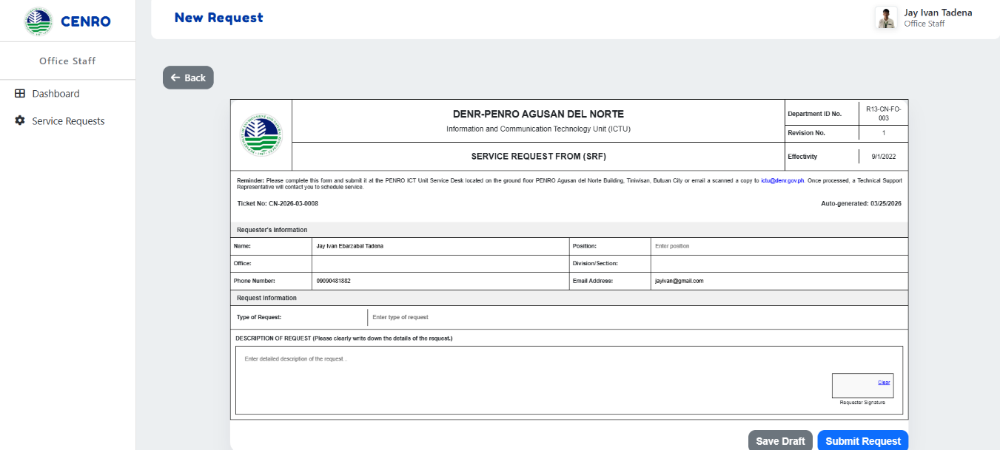 CENRO
New Request
Jay Ivan Tadena
Office Staff
Office Staff
Dashboard
Service Requests
Back
DENR-PENRO AGUSAN DEL NORTE
Information and Communication Technology Unit (ICTU)
SERVICE REQUEST FROM (SRF)
Department ID No.
R13-CN-FO-
003
Revision No.
1
Effectivity
9/1/2022
Reminder: Please complete this form and submit it at the PENRO ICT Unit Service Desk located on the ground floor PENRO Agusan del Norte Building, Tiniwisan, Butuan City or email a scanned a copy to ictu@denr.gov.ph. Once processed, a Technical Support
Representative will contact you to schedule service.
Ticket No: CN-2026-03-0008
Auto-generated: 03/25/2026
Requester's Information
Name:
Jay Ivan Ebarzabal Tadena
Position:
Enter position
Office:
Division/Section:
Phone Number:
09090481882
Email Address:
jayivan@gmail.com
Request Information
Type of Request:
Enter type of request
DESCRIPTION OF REQUEST (Please clearly write down the details of the request.)
Enter detailed description of the request...
Clear
Requester Signature
Save Draft
Submit Request